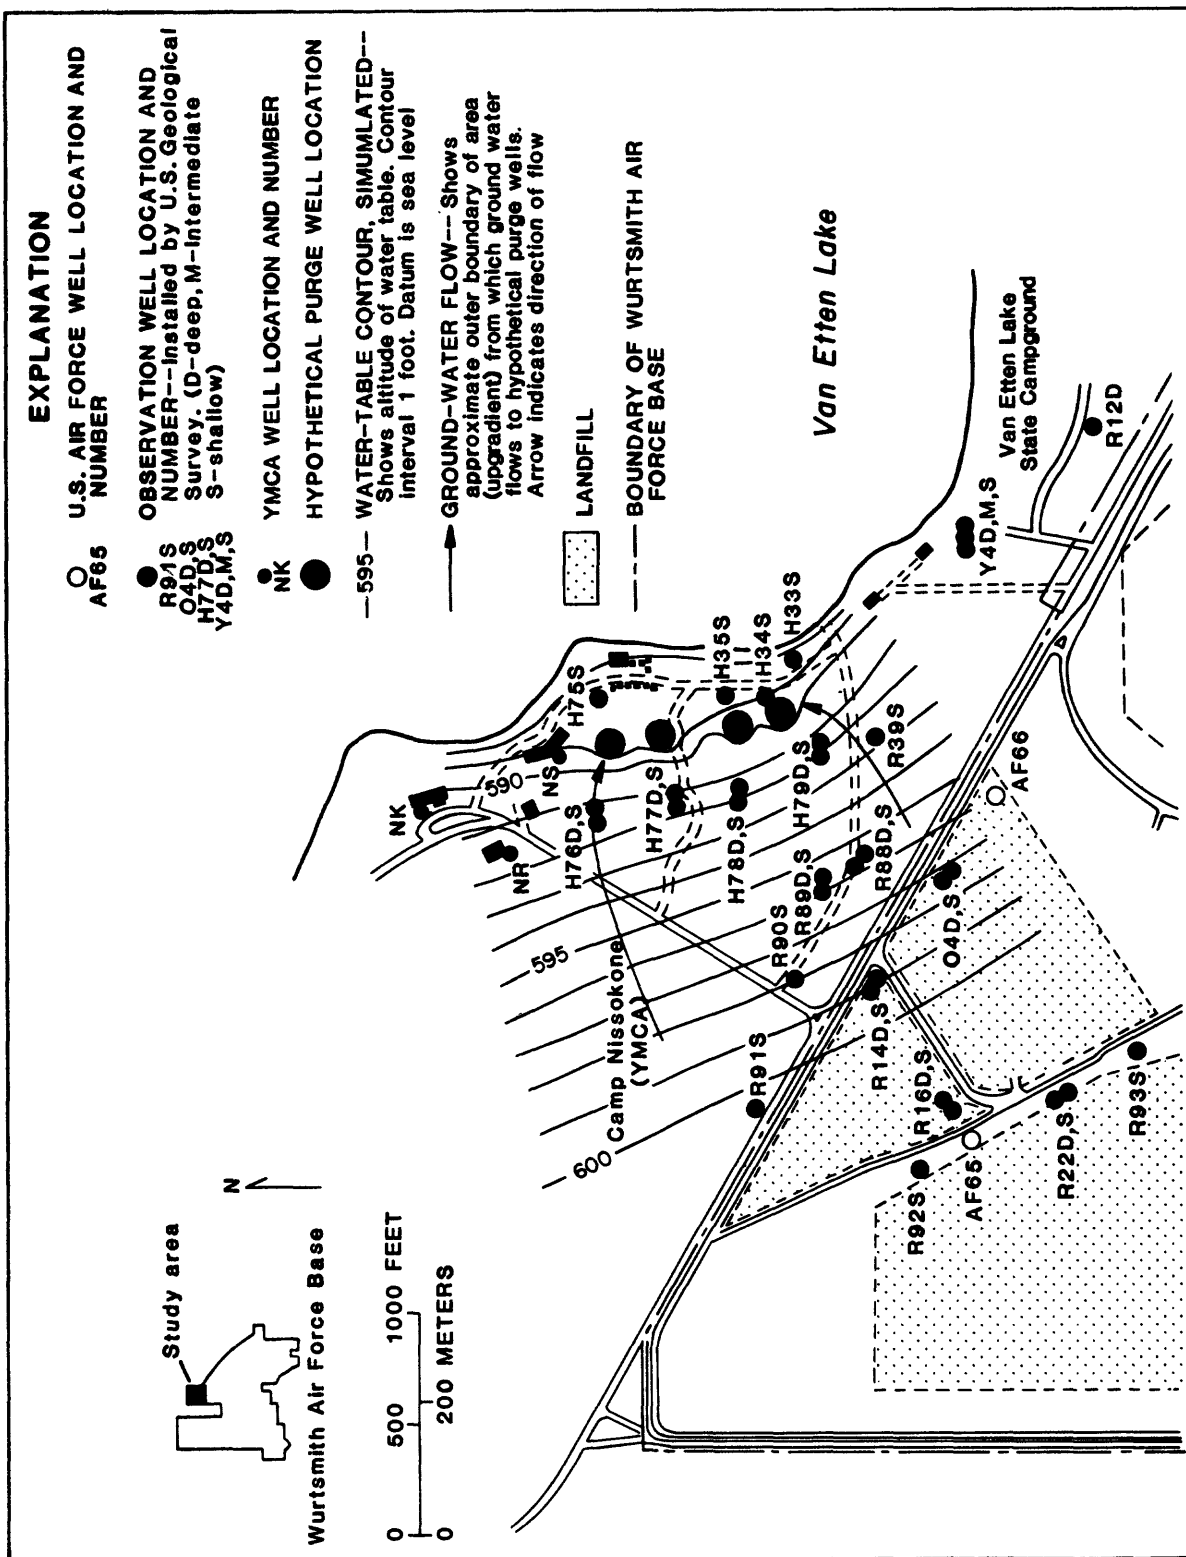 EXPLANATION
AF65
U.S. AIR FORCE WELL LOCATION AND
NUMBER
R91S
O4D,S
H77D,S
Y4D,M,S
OBSERVATION WELL LOCATION AND
NUMBER--Installed by U.S. Geological
Survey. (D-deep, M-Intermediate
S-shallow)
NK
YMCA WELL LOCATION AND NUMBER
HYPOTHETICAL PURGE WELL LOCATION
—595— WATER-TABLE CONTOUR, SIMUMLATED--
Shows altitude of water table. Contour
interval 1 foot. Datum is sea level
GROUND-WATER FLOW--Shows
approximate outer boundary of area
(upgradient) from which ground water
flows to hypothetical purge wells.
Arrow indicates direction of flow
LANDFILL
BOUNDARY OF WURTSMITH AIR
FORCE BASE
Study area
Wurtsmith Air Force Base
N
0 500 1000 FEET
0 200 METERS
Van Etten Lake
Van Etten Lake
State Campground
R12D
Y4D,M,S
NK
NR
NS
590
H75S
H76D,S
H77D,S
H35S
H34S
H33S
H78D,S
H79D,S
R39S
595
Camp Nissokone
(YMCA)
R90S
R89D,S
R88D,S
AF66
O4D,S
600
R91S
R14D,S
R16D,S
R92S
AF65
R22D,S
R93S